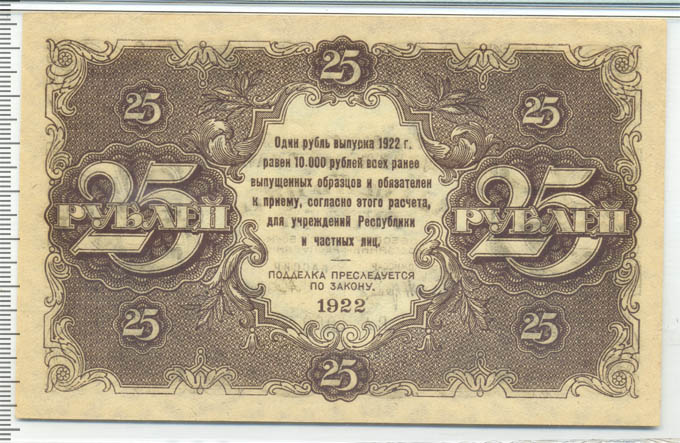 25
25 25
Один рубль выпуска 1922 г.
равен 10.000 рублей всех ранее
выпущенных образцов и обязателен
к приему, согласно этого расчета,
для учреждений Республики
и частных лиц.
25 РУБЛЕЙ
25 РУБЛЕЙ
ПОДДЕЛКА ПРЕСЛЕДУЕТСЯ
ПО ЗАКОНУ.
1922
25 25
25